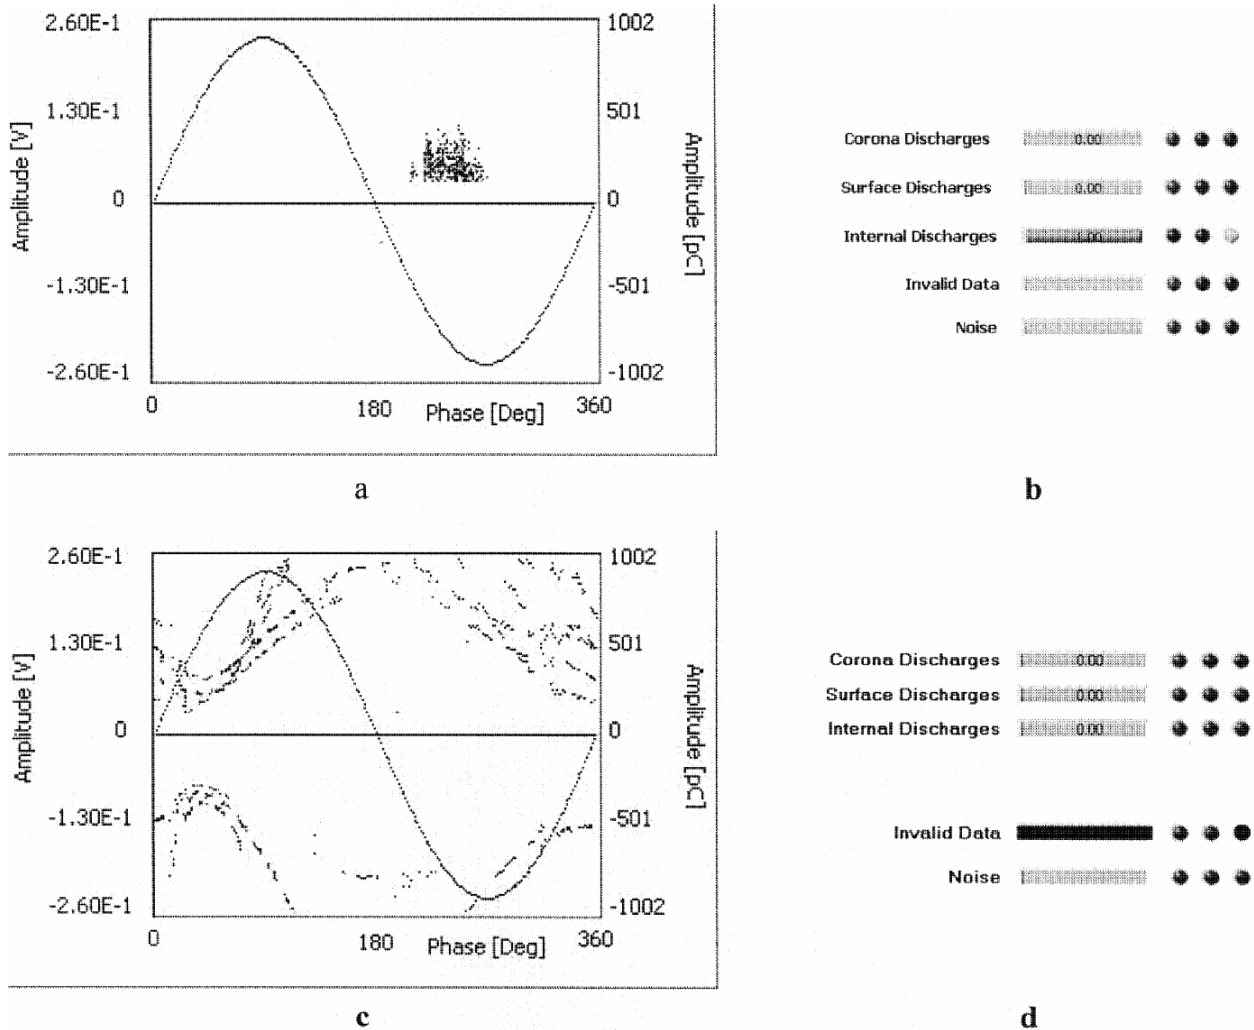 2.60E-1
1002
1.30E-1
501
Amplitude [V]
Amplitude [pC]
0
0
-1.30E-1
-501
-2.60E-1
-1002
0
180
Phase [Deg]
360
a
Corona Discharges 0.00
Surface Discharges 0.00
Internal Discharges 1.00
Invalid Data
Noise
b
2.60E-1
1002
1.30E-1
501
Amplitude [V]
Amplitude [pC]
0
0
-1.30E-1
-501
-2.60E-1
-1002
0
180
Phase [Deg]
360
c
Corona Discharges 0.00
Surface Discharges 0.00
Internal Discharges 0.00
Invalid Data
Noise
d